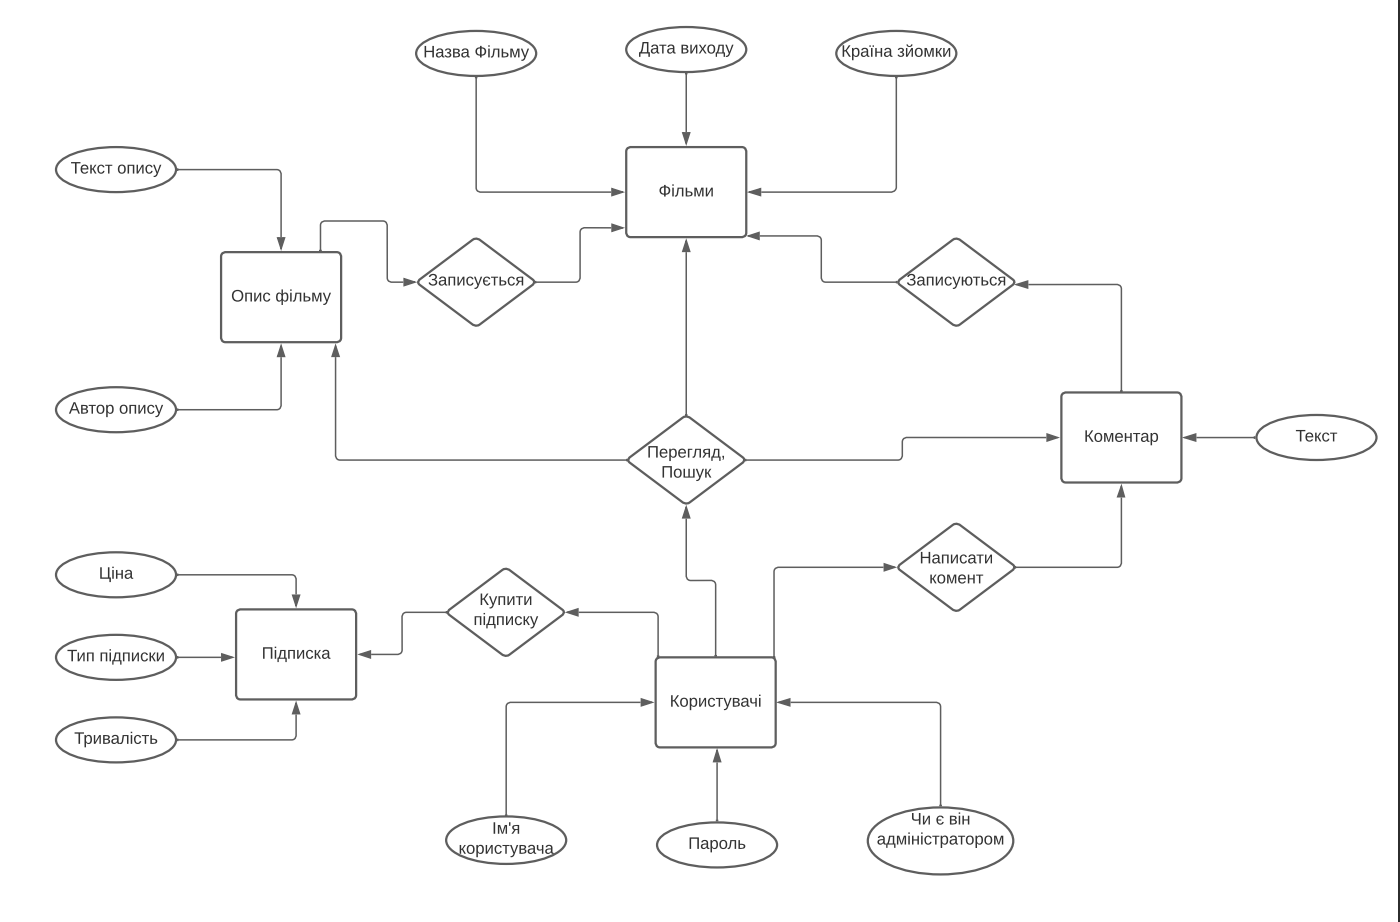 Назва Фільму
Дата виходу
Країна зйомки
Текст опису
Фільми
Опис фільму
Записується
Записуються
Автор опису
Перегляд,
Пошук
Коментар
Текст
Ціна
Купити
підписку
Написати
комент
Тип підписки
Підписка
Користувачі
Тривалість
Ім'я
користувача
Пароль
Чи є він
адміністратором